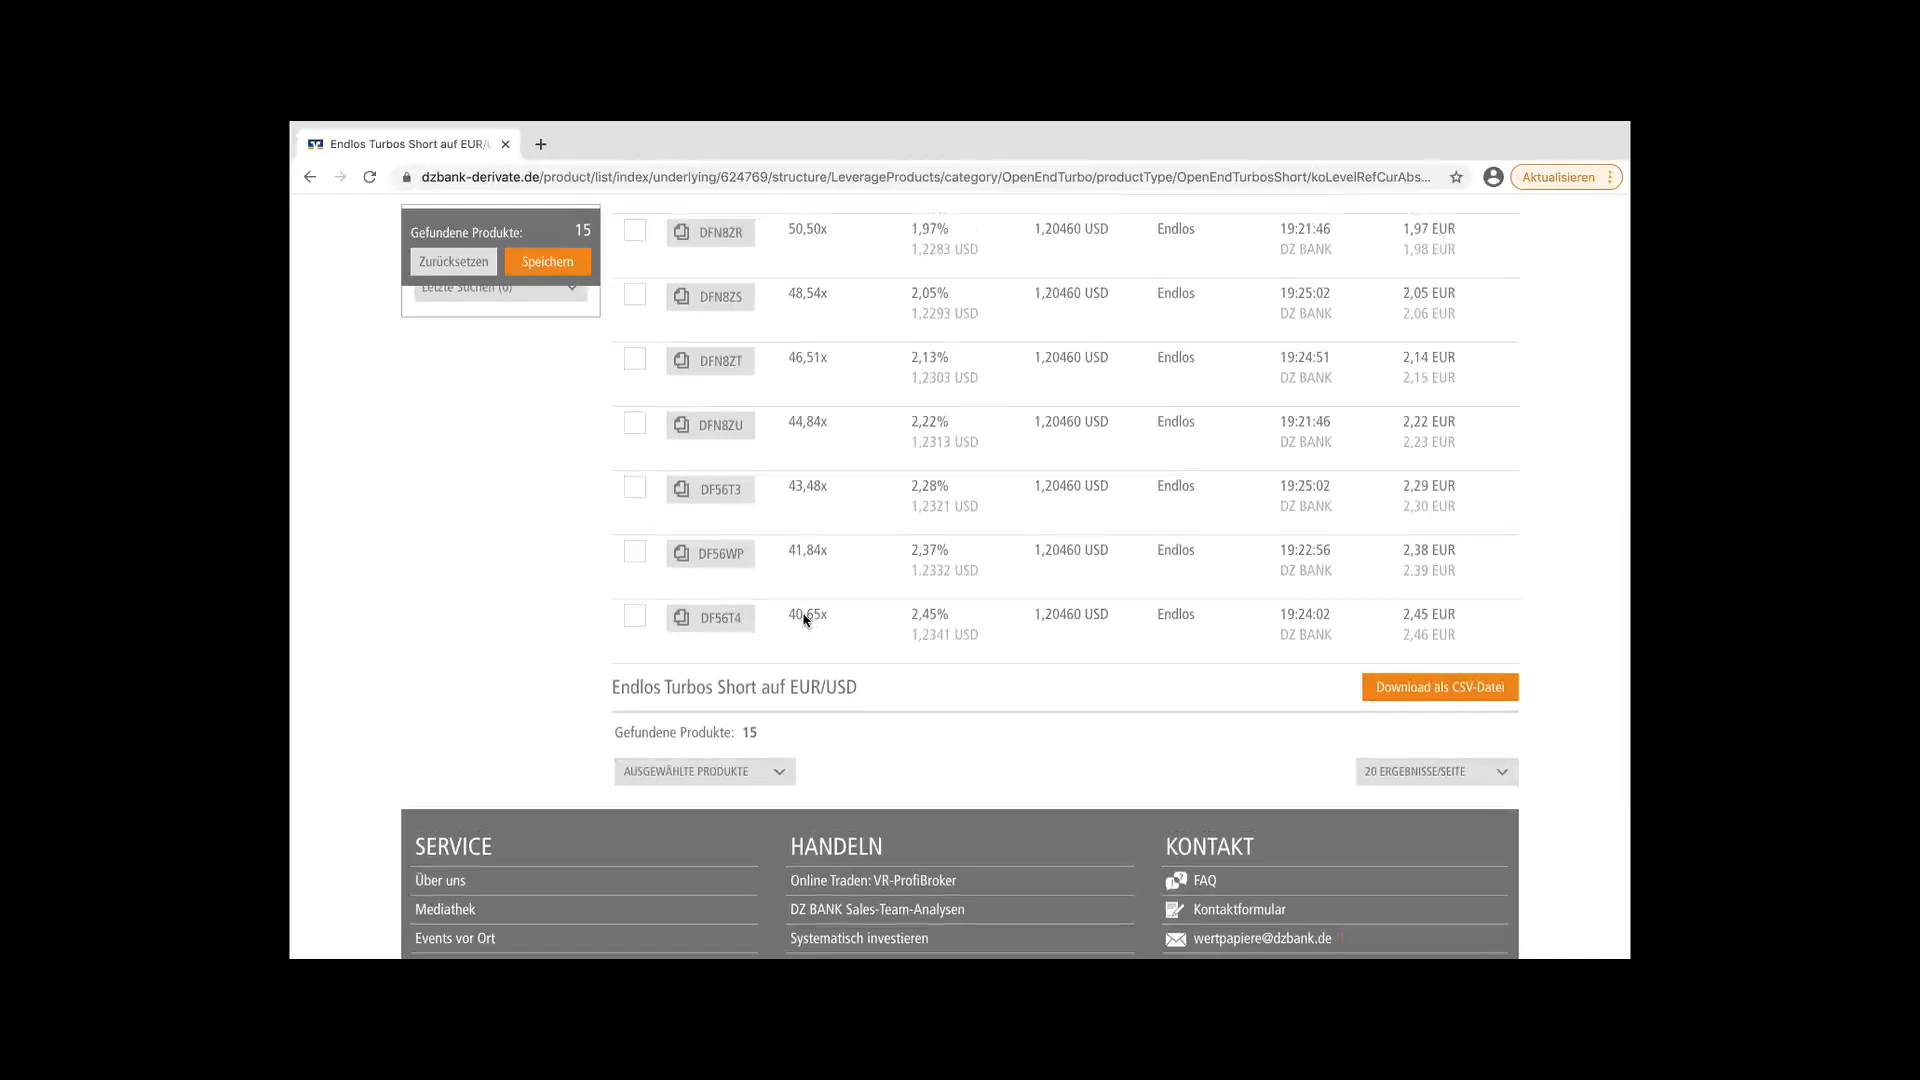 Endlos Turbos Short auf EUR/
dzbank-derivate.de/product/list/index/underlying/624769/structure/LeverageProducts/category/OpenEndTurbo/productType/OpenEndTurbosShort/koLevelRefCurAbs...
Aktualisieren
Gefundene Produkte: 15
Zurücksetzen Speichern
Letzte Suchen (0)
DFN8ZR 50,50x 1,97% 1,20460 USD Endlos 19:21:46 1,97 EUR
1,2283 USD DZ BANK 1,98 EUR
DFN8ZS 48,54x 2,05% 1,20460 USD Endlos 19:25:02 2,05 EUR
1,2293 USD DZ BANK 2,06 EUR
DFN8ZT 46,51x 2,13% 1,20460 USD Endlos 19:24:51 2,14 EUR
1,2303 USD DZ BANK 2,15 EUR
DFN8ZU 44,84x 2,22% 1,20460 USD Endlos 19:21:46 2,22 EUR
1,2313 USD DZ BANK 2,23 EUR
DF56T3 43,48x 2,28% 1,20460 USD Endlos 19:25:02 2,29 EUR
1,2321 USD DZ BANK 2,30 EUR
DF56WP 41,84x 2,37% 1,20460 USD Endlos 19:22:56 2,38 EUR
1,2332 USD DZ BANK 2,39 EUR
DF56T4 40,65x 2,45% 1,20460 USD Endlos 19:24:02 2,45 EUR
1,2341 USD DZ BANK 2,46 EUR
Endlos Turbos Short auf EUR/USD Download als CSV-Datei
Gefundene Produkte: 15
AUSGEWÄHLTE PRODUKTE 20 ERGEBNISSE/SEITE
SERVICE HANDELN KONTAKT
Über uns Online Traden: VR-ProfiBroker FAQ
Mediathek DZ BANK Sales-Team-Analysen Kontaktformular
Events vor Ort Systematisch investieren wertpapiere@dzbank.de